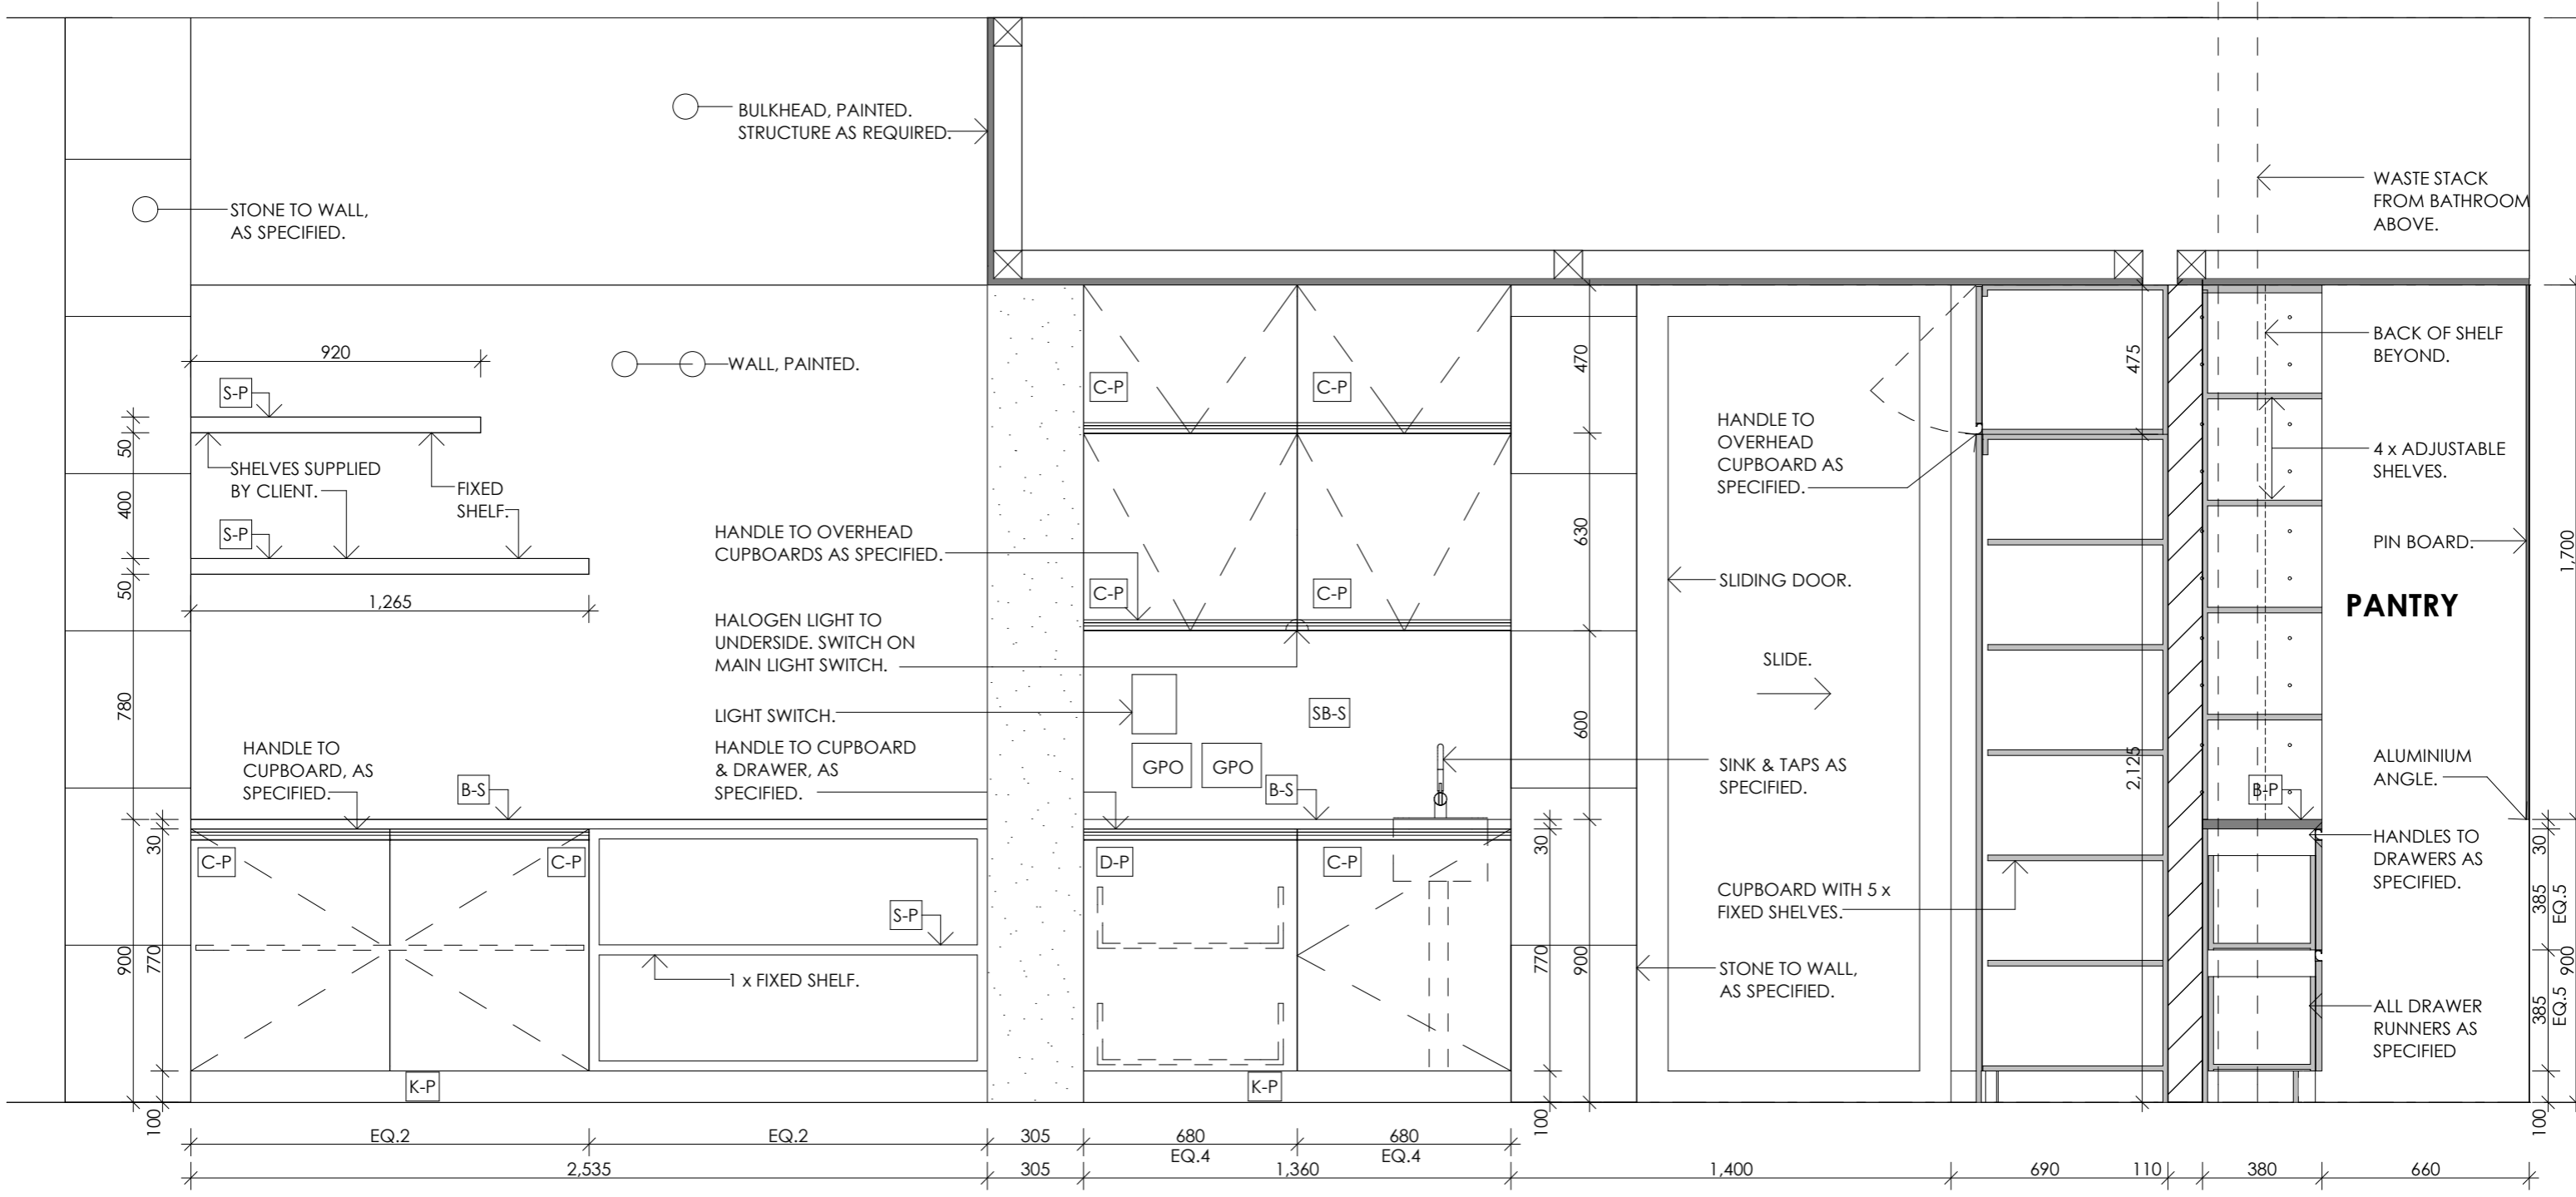 BULKHEAD, PAINTED.
STRUCTURE AS REQUIRED.
WASTE STACK
FROM BATHROOM
ABOVE.
STONE TO WALL,
AS SPECIFIED.
920
WALL, PAINTED.
S-P
C-P
C-P
470
475
BACK OF SHELF
BEYOND.
HANDLE TO
OVERHEAD
CUPBOARD AS
SPECIFIED.
50
SHELVES SUPPLIED
BY CLIENT.
FIXED
SHELF.
4 x ADJUSTABLE
SHELVES.
400
S-P
HANDLE TO OVERHEAD
CUPBOARDS AS SPECIFIED.
630
PIN BOARD.
1,700
50
1,265
C-P
C-P
SLIDING DOOR.
PANTRY
HALOGEN LIGHT TO
UNDERSIDE. SWITCH ON
MAIN LIGHT SWITCH.
SLIDE.
780
LIGHT SWITCH.
SB-S
600
HANDLE TO
CUPBOARD, AS
SPECIFIED.
B-S
HANDLE TO CUPBOARD
& DRAWER, AS
SPECIFIED.
GPO
GPO
B-S
SINK & TAPS AS
SPECIFIED.
2,125
B-P
ALUMINIUM
ANGLE.
30
C-P
C-P
D-P
C-P
30
HANDLES TO
DRAWERS AS
SPECIFIED.
30
S-P
CUPBOARD WITH 5 x
FIXED SHELVES.
385
EQ.5
900
770
1 x FIXED SHELF.
770
900
STONE TO WALL,
AS SPECIFIED.
900
ALL DRAWER
RUNNERS AS
SPECIFIED
385
EQ.5
K-P
K-P
100
100
100
EQ.2
EQ.2
305
680
EQ.4
680
EQ.4
2,535
305
1,360
1,400
690
110
380
660